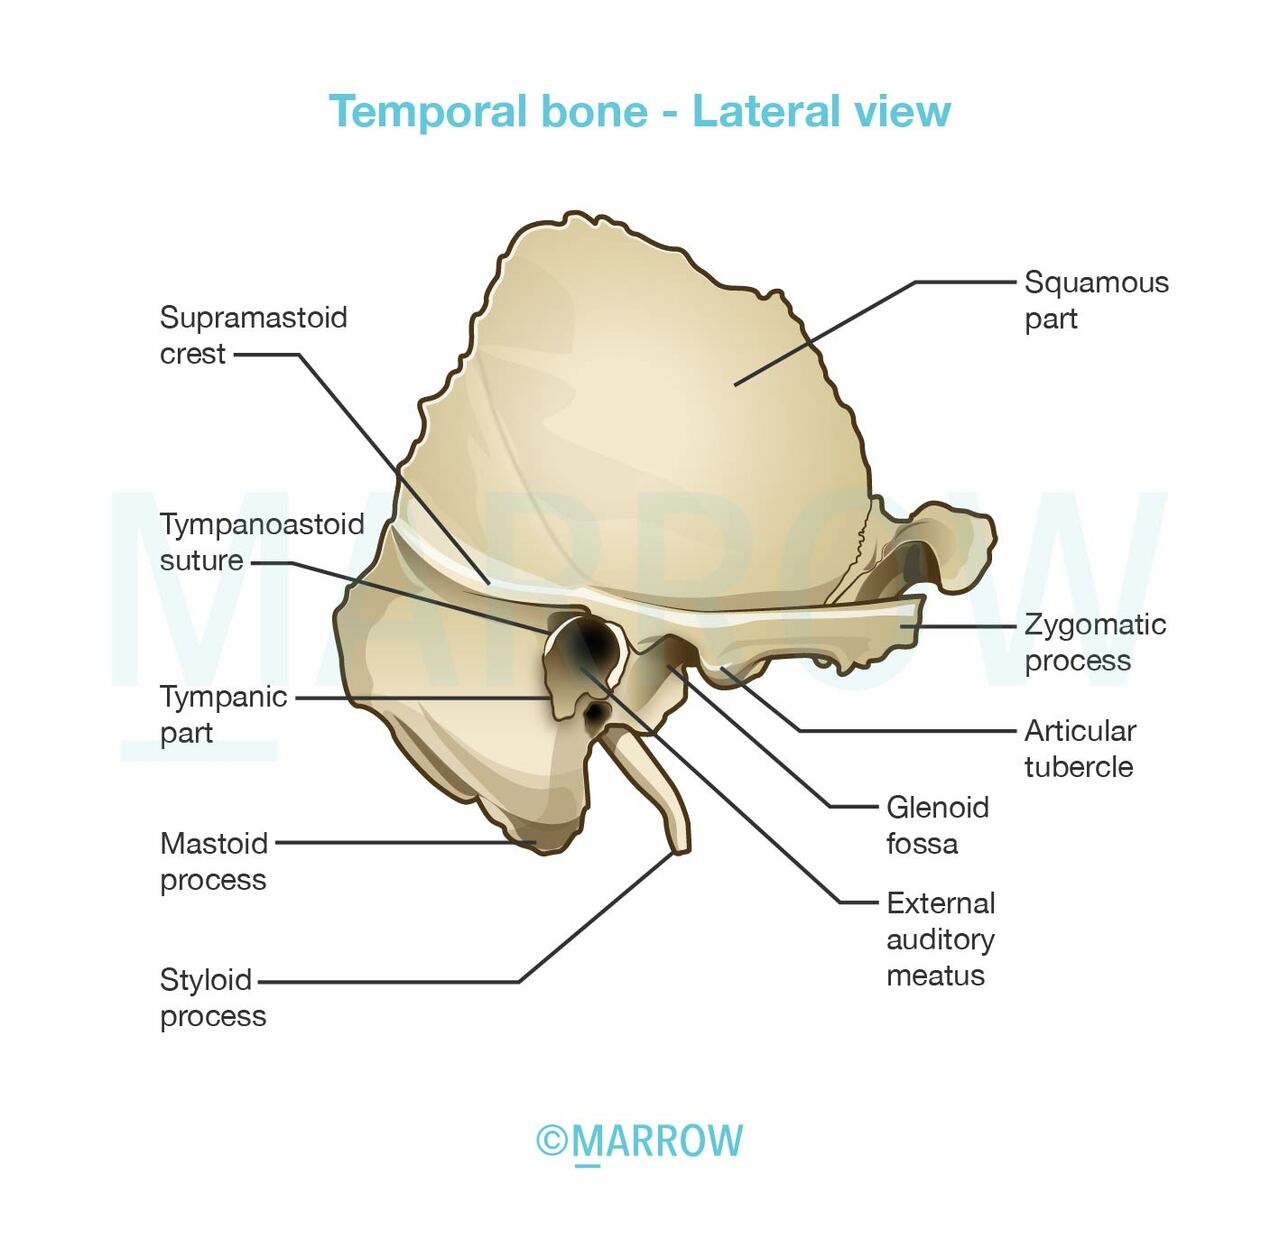 Temporal bone - Lateral view
Supramastoid
crest
Tympanoastoid
suture
Tympanic
part
Mastoid
process
Styloid
process
Squamous
part
Zygomatic
process
Articular
tubercle
Glenoid
fossa
External
auditory
meatus
MARROW
©MARROW